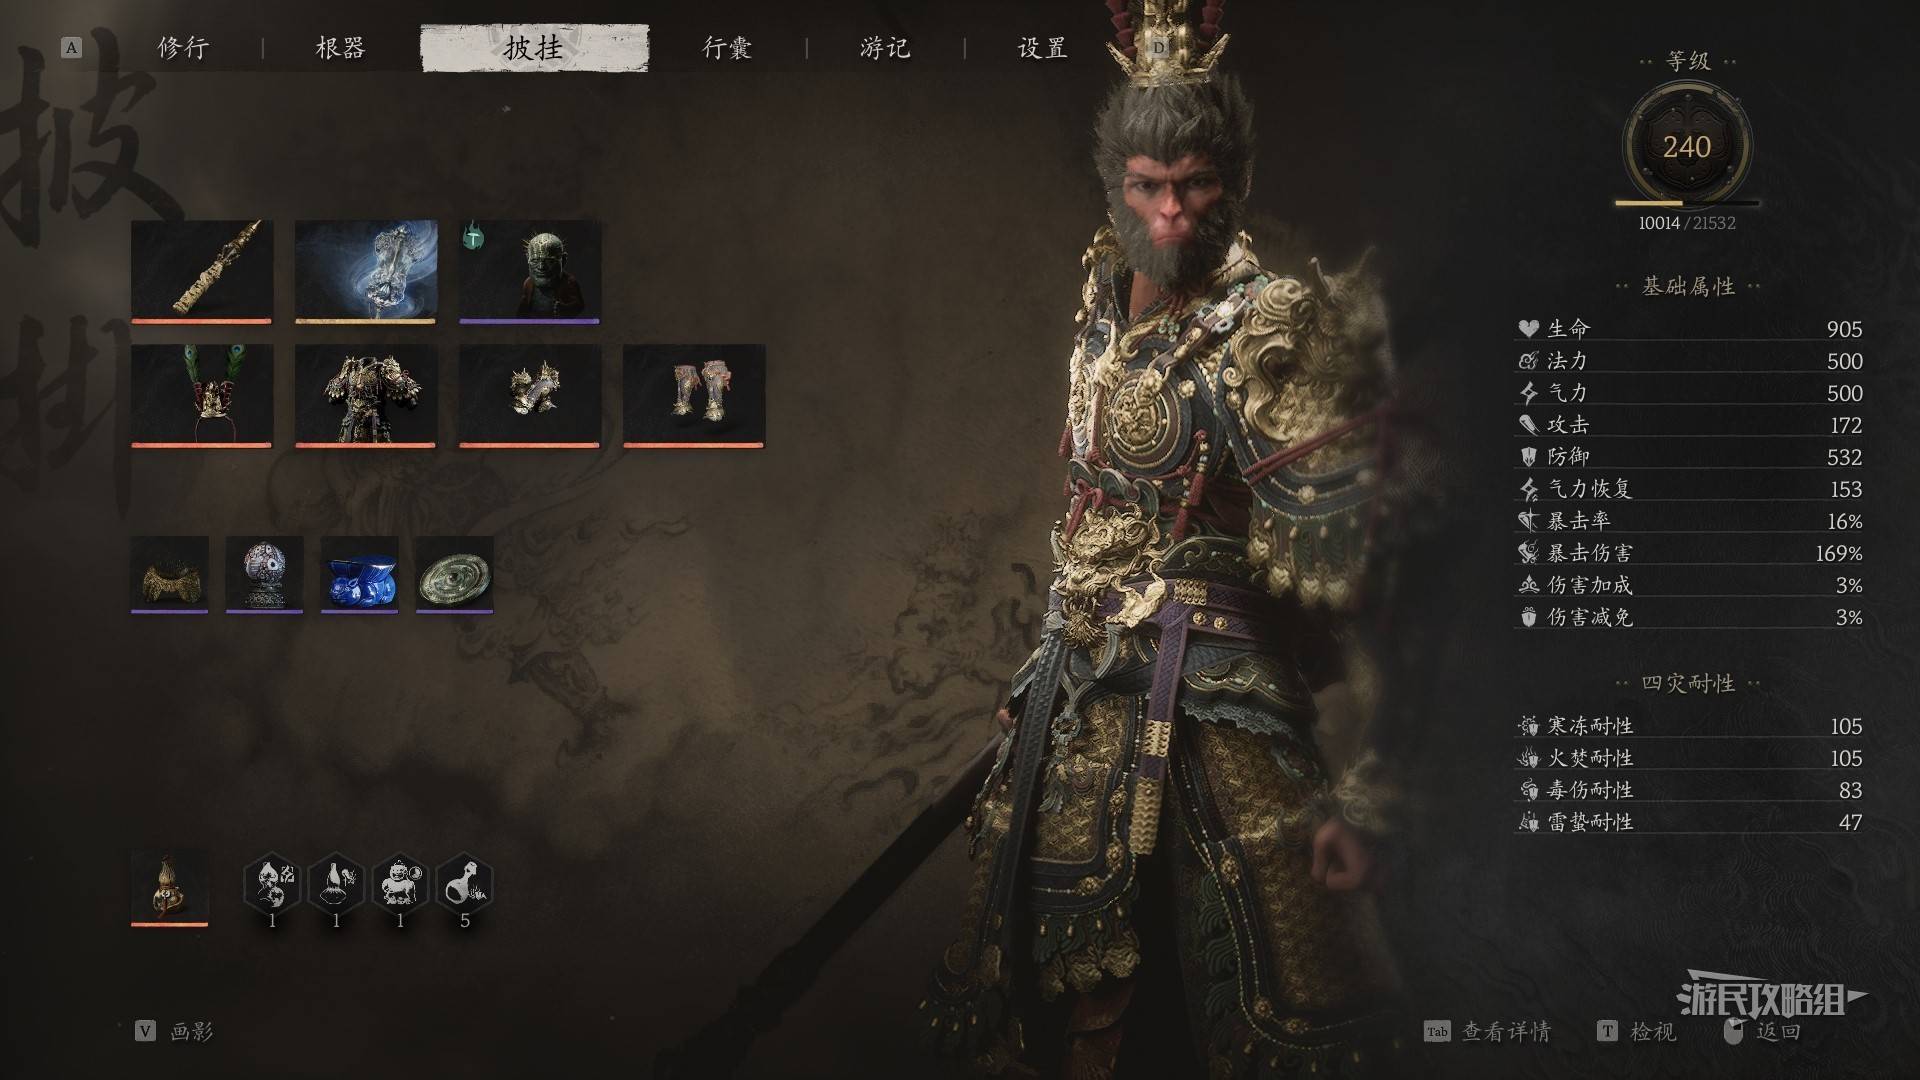 A 修行 根器 披挂 行囊 游记 设置 D
披挂
等级
240
10014/21532
基础属性
生命 905
法力 500
气力 500
攻击 172
防御 532
气力恢复 153
暴击率 16%
暴击伤害 169%
伤害加成 3%
伤害减免 3%
四灾耐性
寒冻耐性 105
火焚耐性 105
毒伤耐性 83
雷蛰耐性 47
1 1 1 5
游民攻略组
V 画影
Tab 查看详情 T 检视 返回